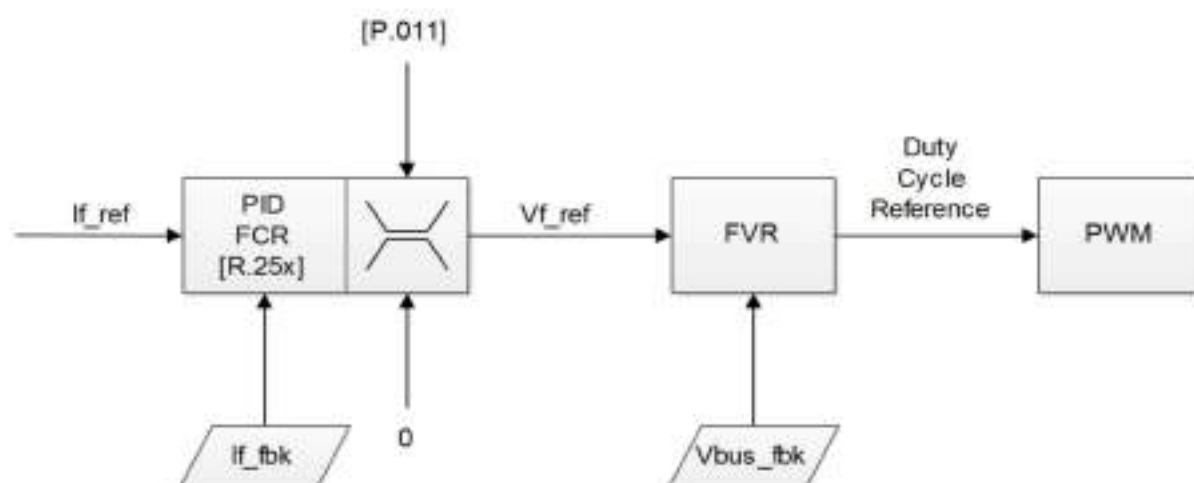 [P.011]
If_ref
PID
FCR
[R.25x]
Vf_ref
FVR
Duty
Cycle
Reference
PWM
If_fbk
0
Vbus_fbk